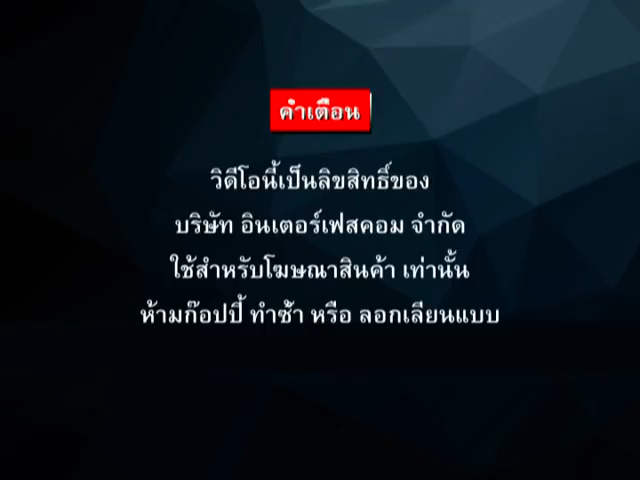 คำเตือน
วิดีโอนี้เป็นลิขสิทธิ์ของ
บริษัท อินเตอร์เฟสคอม จำกัด
ใช้สำหรับโฆษณาสินค้า เท่านั้น
ห้ามก๊อปปี้ ทำซ้ำ หรือ ลอกเลียนแบบ